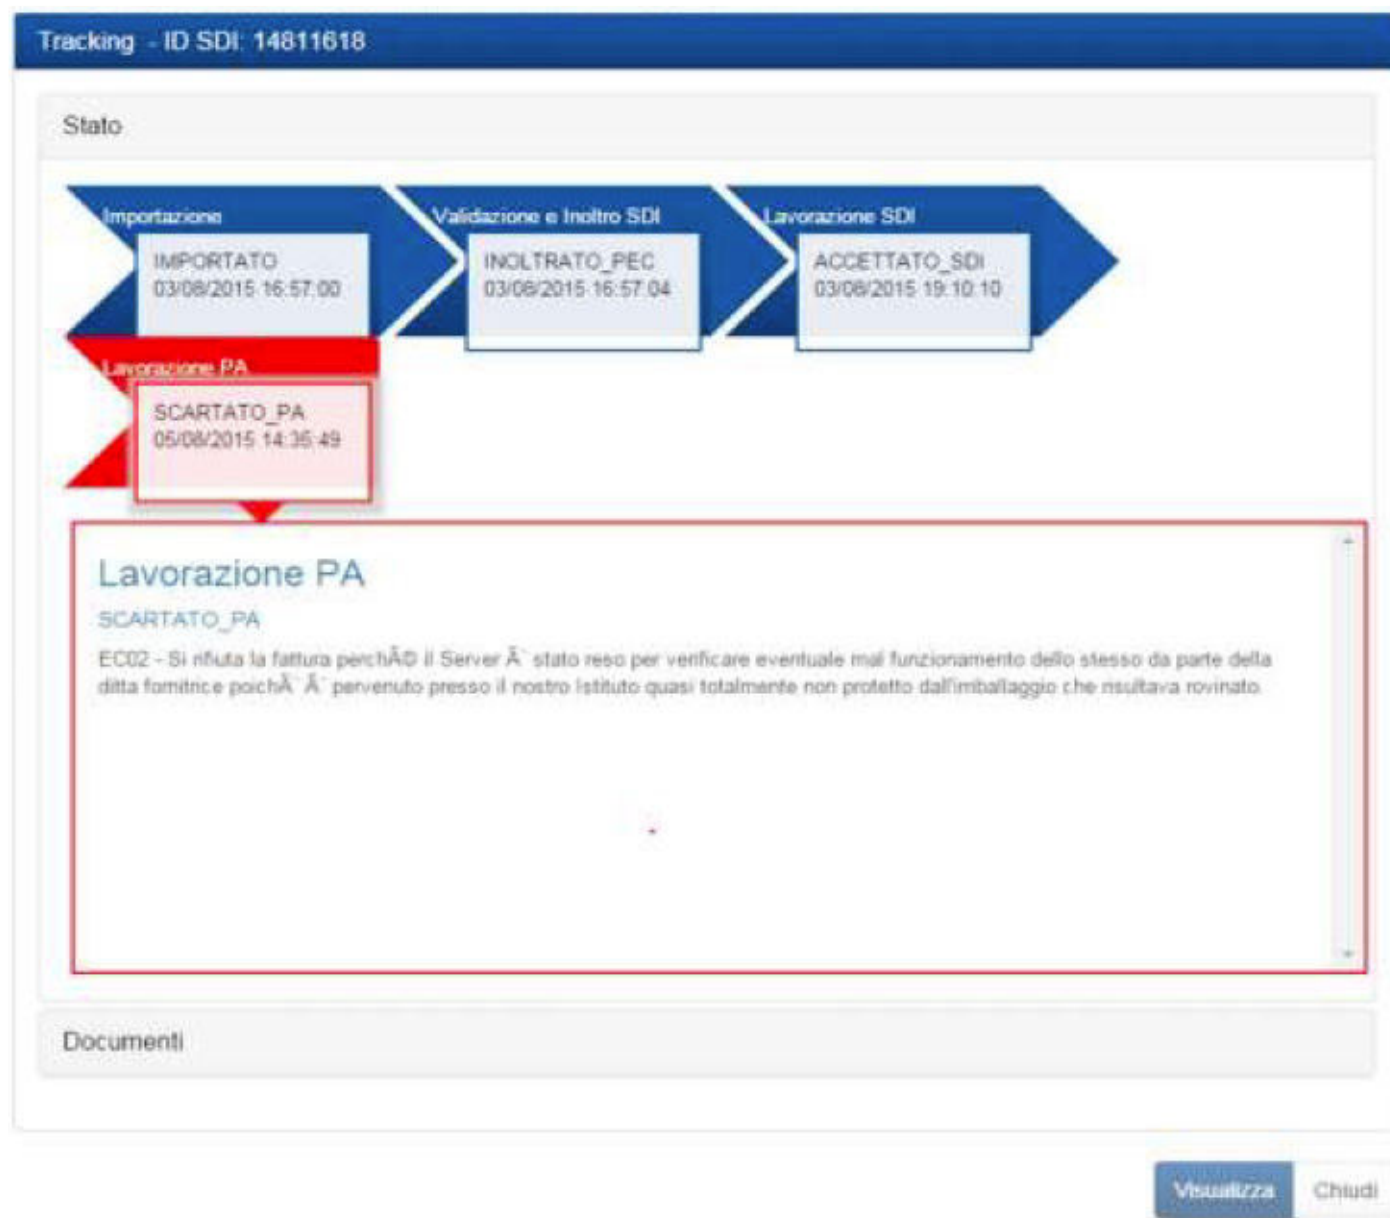 Tracking - ID SDI: 14811618
Stato
Importazione
IMPORTATO
03/08/2015 16:57:00
Validazione e Inoltro SDI
INOLTRATO_PEC
03/08/2015 16:57:04
Lavorazione SDI
ACCETTATO_SDI
03/08/2015 19:10:10
Lavorazione PA
SCARTATO_PA
05/08/2015 14:35:49
Lavorazione PA
SCARTATO_PA
EC02 - Si rifiuta la fattura perchÃ© il Server Ã¨ stato reso per verificare eventuale mal funzionamento dello stesso da parte della
ditta fornitrice poichÃ¨ Ã¨ pervenuto presso il nostro Istituto quasi totalmente non protetto dall'imballaggio che risultava rovinato.
Documenti
Visualizza
Chiudi